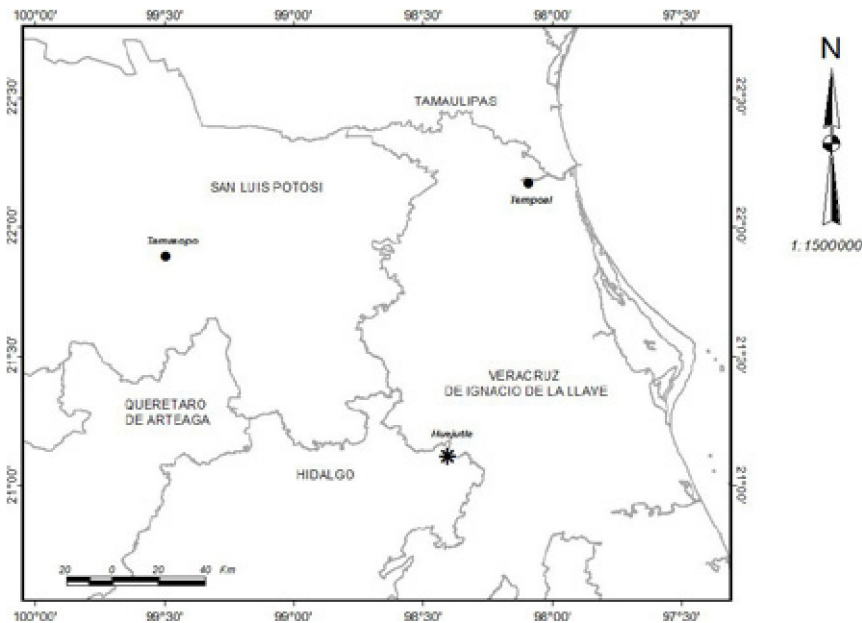 100°00' 99°30' 99°00' 98°30' 98°00' 97°30'
22°30' 22°30'
TAMAULIPAS
N
SAN LUIS POTOSI
Tempoal
22°00' 22°00'
Tamasopo
1:1500000
21°30' 21°30'
VERACRUZ
DE IGNACIO DE LA LLAVE
QUERETARO
DE ARTEAGA
Huejutla
HIDALGO
21°00' 21°00'
20 0 20 40 Km
100°00' 99°30' 99°00' 98°30' 98°00' 97°30'